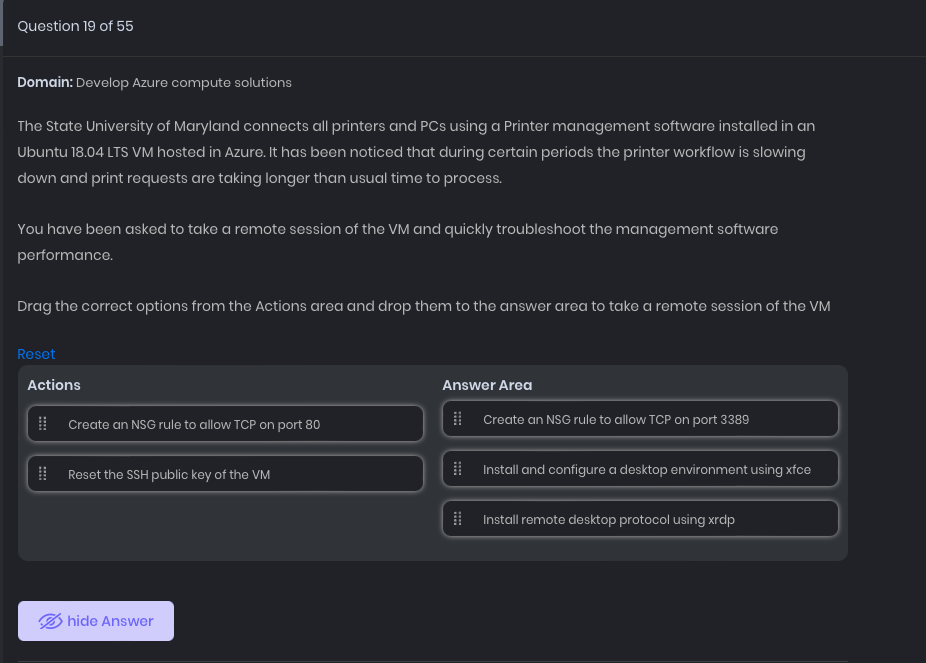 Question 19 of 55
Domain: Develop Azure compute solutions
The State University of Maryland connects all printers and PCs using a Printer management software installed in an
Ubuntu 18.04 LTS VM hosted in Azure. It has been noticed that during certain periods the printer workflow is slowing
down and print requests are taking longer than usual time to process.
You have been asked to take a remote session of the VM and quickly troubleshoot the management software
performance.
Drag the correct options from the Actions area and drop them to the answer area to take a remote session of the VM
Reset
Actions
Create an NSG rule to allow TCP on port 80
Reset the SSH public key of the VM
Answer Area
Create an NSG rule to allow TCP on port 3389
Install and configure a desktop environment using xfce
Install remote desktop protocol using xrdp
hide Answer